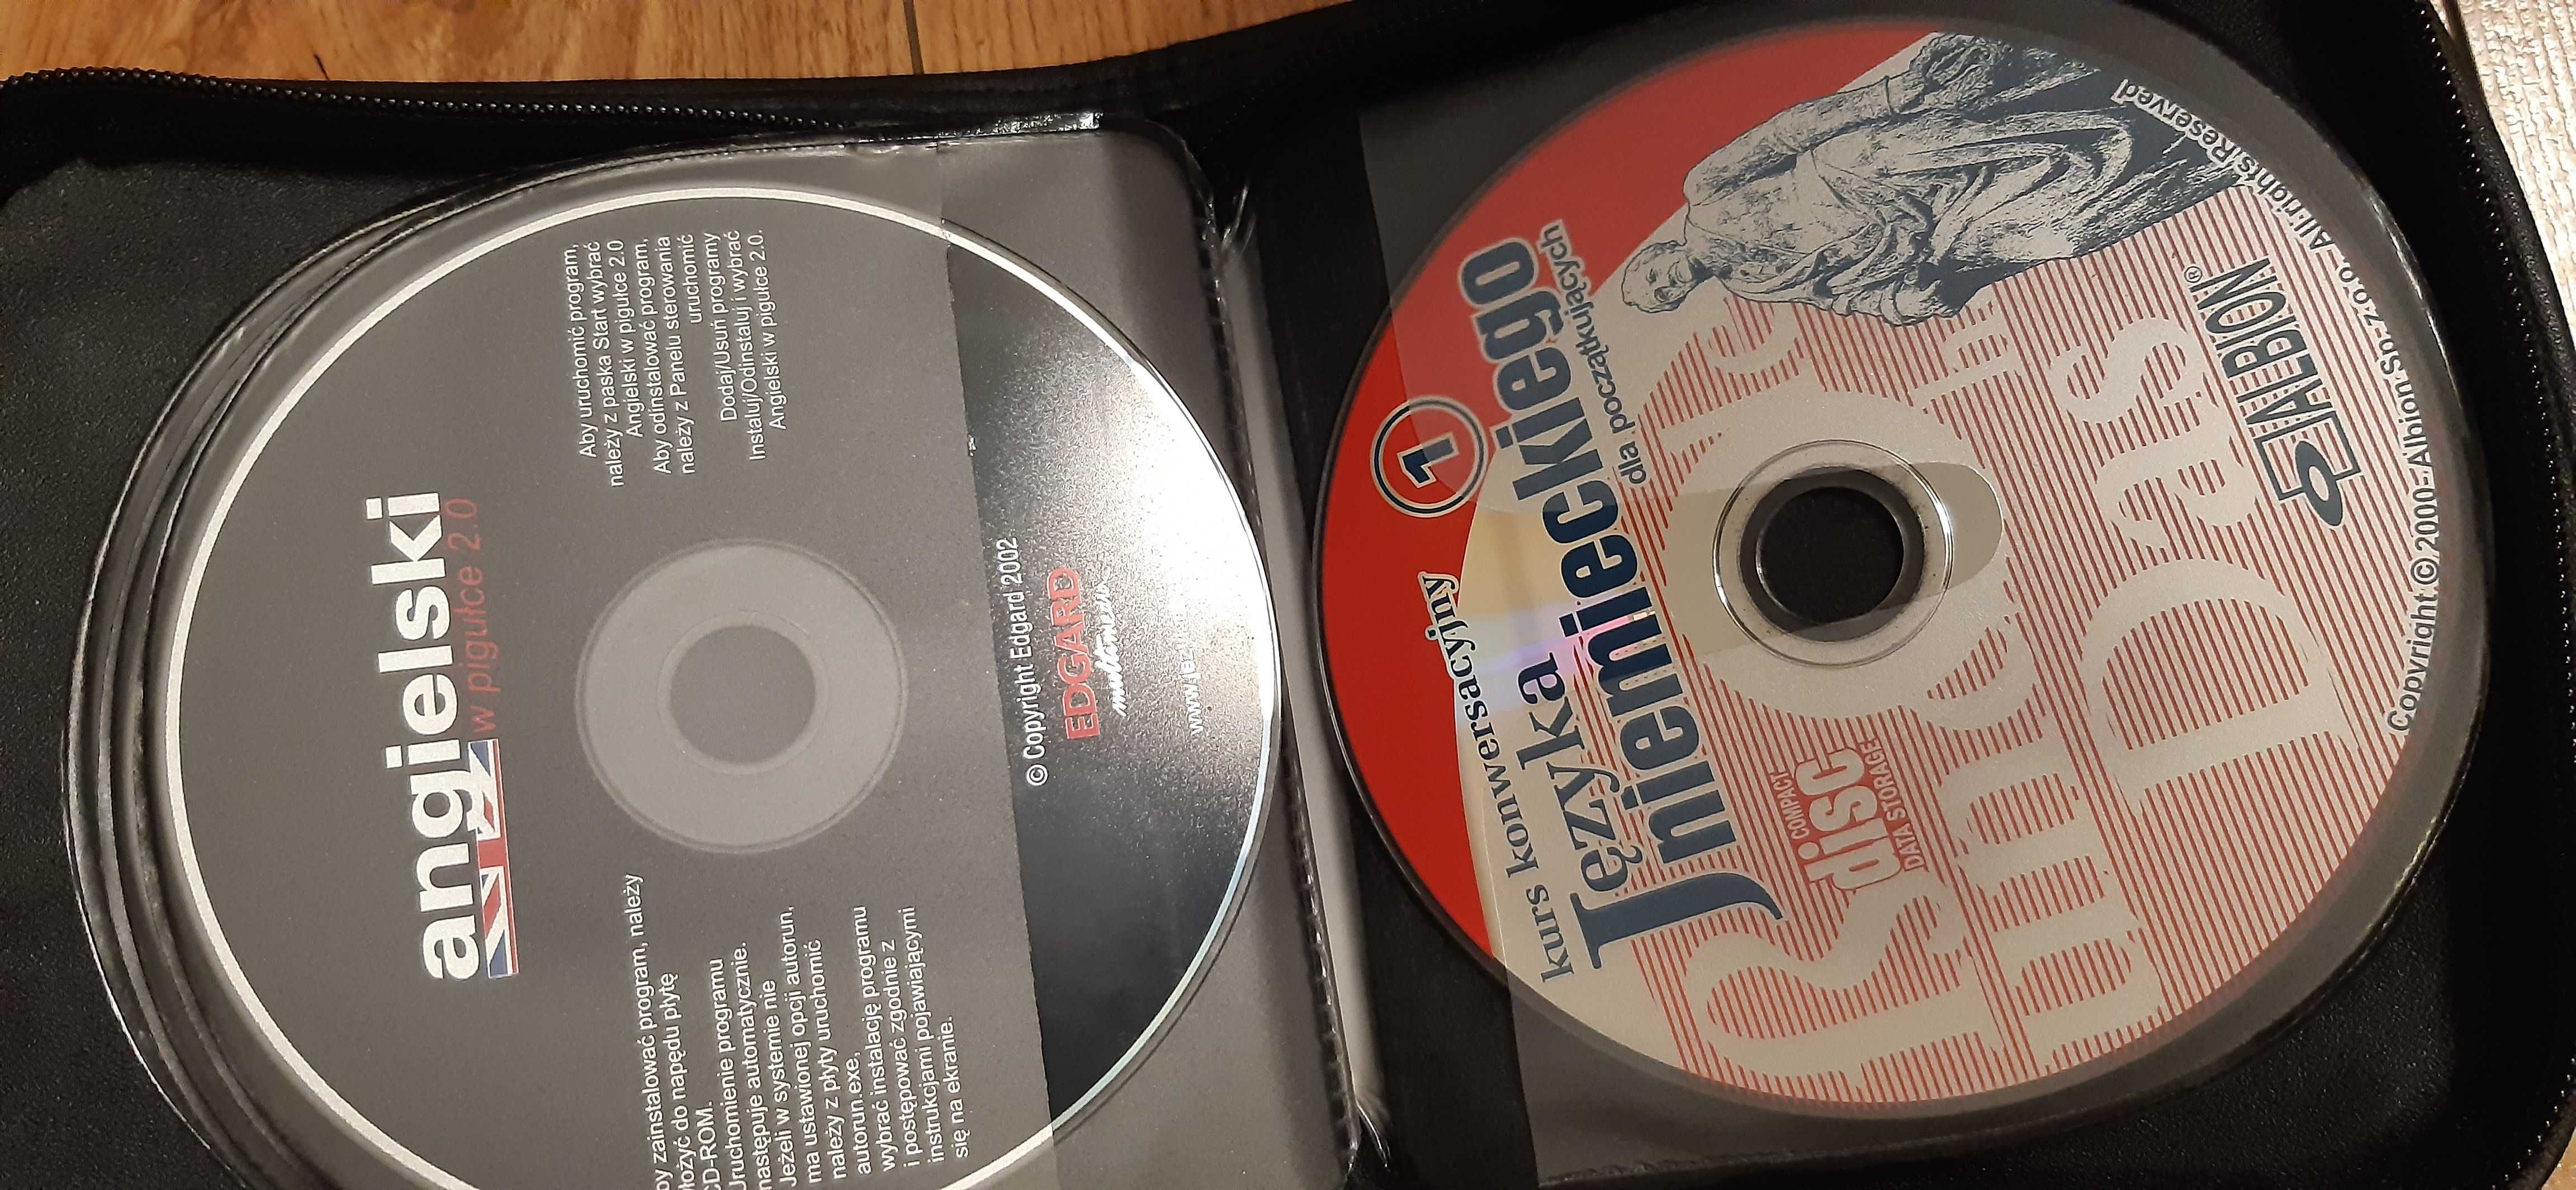 angielski
w pigułce 2.0
zainstalować program, należy
do napędu płytę
CD-ROM.
Uruchomienie programu
następuje automatycznie.
Jeżeli w systemie nie
ma ustawionej opcji autorun,
należy z płyty uruchomić
autorun.exe,
wybrać instalację programu
i postępować zgodnie z
instrukcjami pojawiającymi
się na ekranie.
Aby uruchomić program,
należy z paska Start wybrać
Angielski w pigułce 2.0
Aby odinstalować program,
należy z Panelu sterowania
uruchomić
Dodaj/Usuń programy
Instaluj/Odinstaluj i wybrać
Angielski w pigułce 2.0.
© Copyright Edgard 2002
EDGARD
multimedia
1
kurs konwersacyjny
Języka
niemieckiego
dla początkujących
COMPACT
disc
DATA STORAGE
ALBION®
Copyright © 2000 Albion Sp. z o.o. All rights Reserved